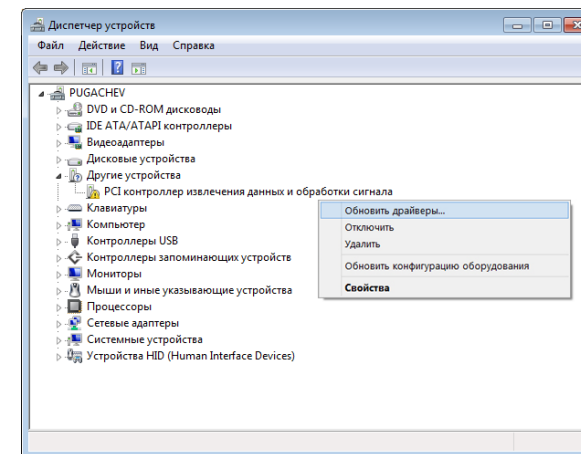 Диспетчер устройств
Файл Действие Вид Справка
PUGACHEV
DVD и CD-ROM дисководы
IDE ATA/ATAPI контроллеры
Видеоадаптеры
Дисковые устройства
Другие устройства
PCI контроллер извлечения данных и обработки сигнала
Клавиатуры
Компьютер
Контроллеры USB
Контроллеры запоминающих устройств
Мониторы
Мыши и иные указывающие устройства
Процессоры
Сетевые адаптеры
Системные устройства
Устройства HID (Human Interface Devices)
Обновить драйверы...
Отключить
Удалить
Обновить конфигурацию оборудования
Свойства